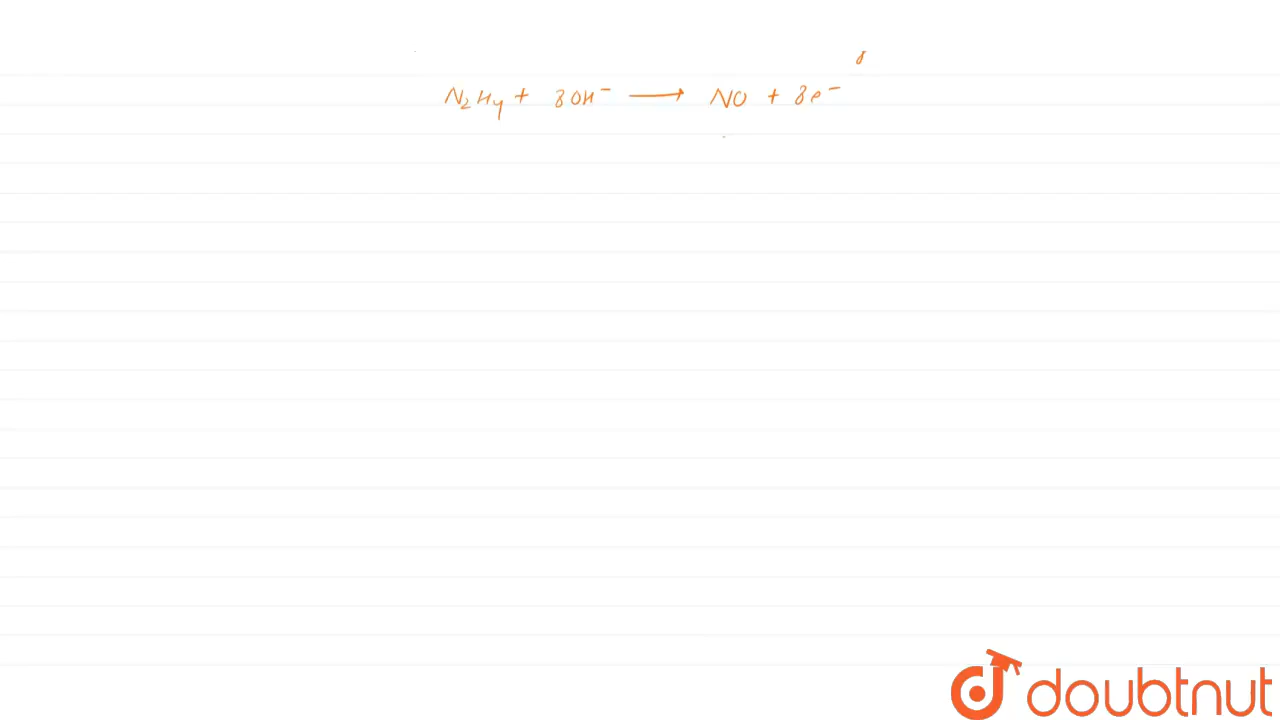 N₂H₄ + 8OH⁻ ⟶ NO + 8e⁻
doubtnut